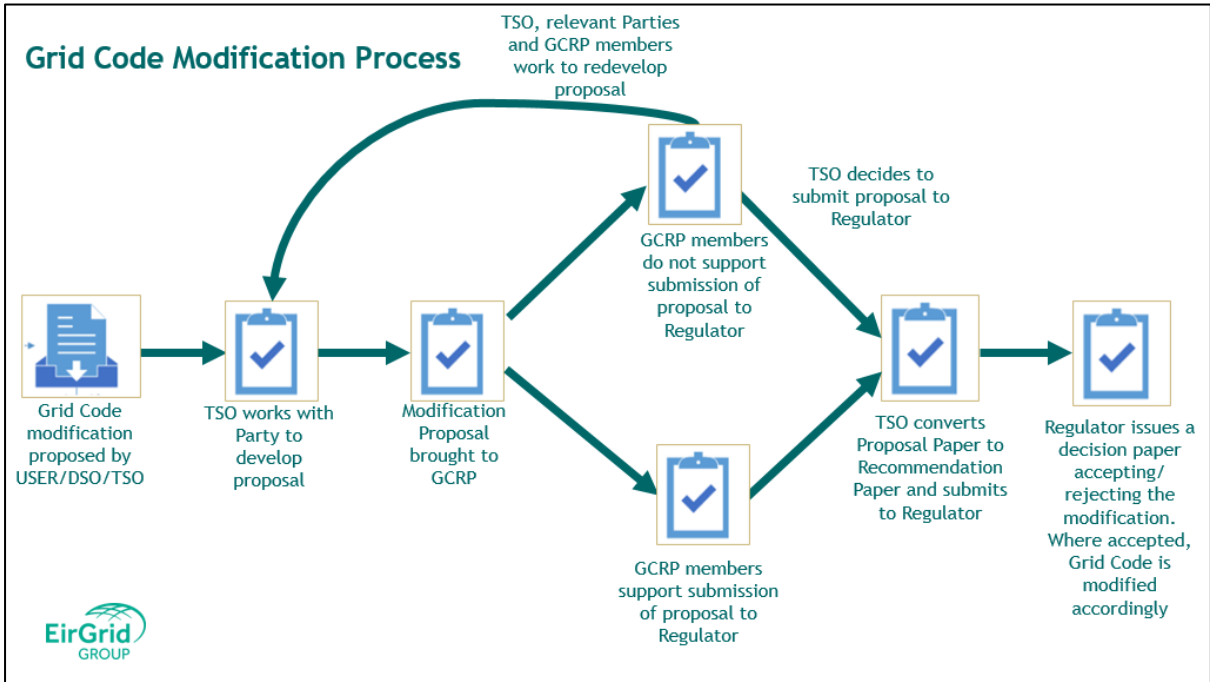 Grid Code Modification Process
TSO, relevant Parties
and GCRP members
work to redevelop
proposal
Grid Code
modification
proposed by
USER/DSO/TSO
TSO works with
Party to
develop
proposal
Modification
Proposal
brought to
GCRP
GCRP members
do not support
submission of
proposal to
Regulator
TSO decides to
submit proposal to
Regulator
GCRP members
support submission
of proposal to
Regulator
TSO converts
Proposal Paper to
Recommendation
Paper and submits
to Regulator
Regulator issues a
decision paper
accepting/
rejecting the
modification.
Where accepted,
Grid Code is
modified
accordingly
EirGrid
GROUP